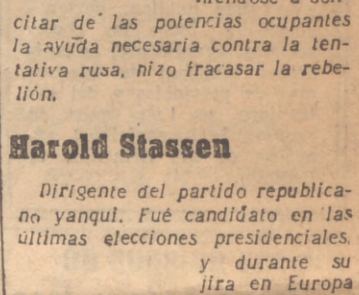 citar de las potencias ocupantes
la ayuda necesaria contra la ten-
tativa rusa, hizo fracasar la rebe-
lión.
Harold Stassen
Dirigente del partido republica-
no yanqui. Fué candidato en las
últimas elecciones presidenciales,
y durante su
jira en Europa